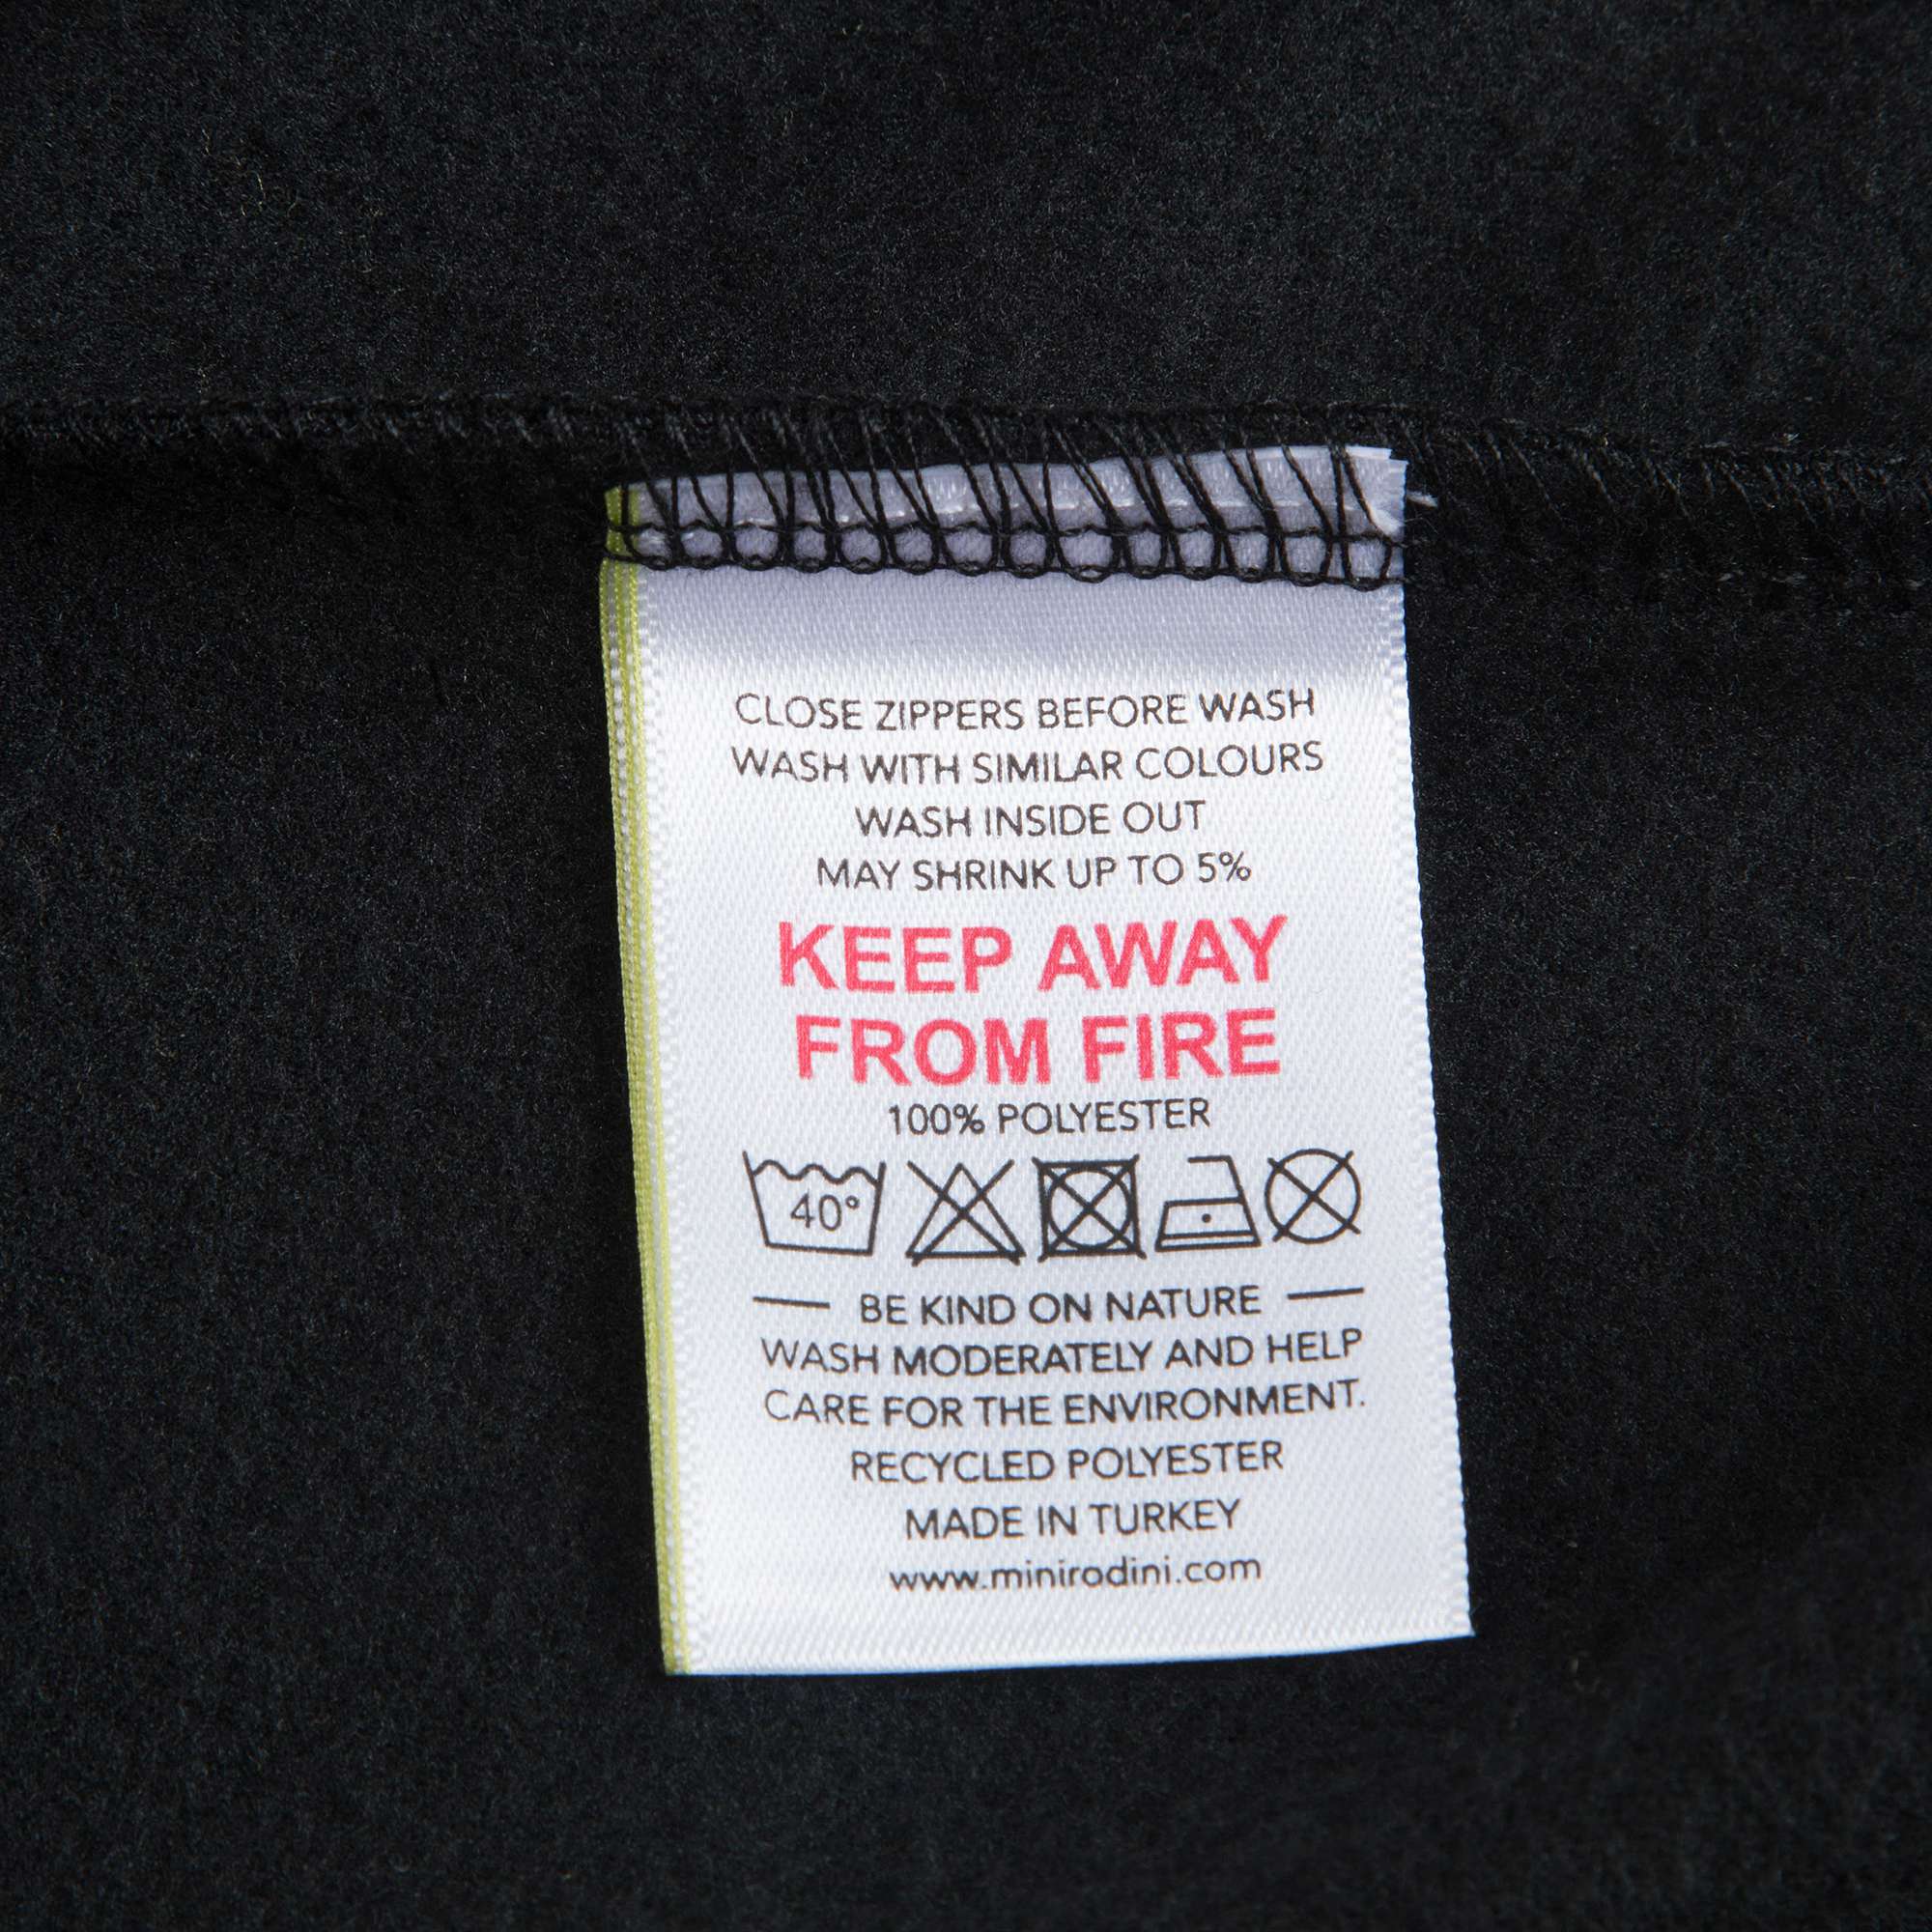 CLOSE ZIPPERS BEFORE WASH
WASH WITH SIMILAR COLOURS
WASH INSIDE OUT
MAY SHRINK UP TO 5%
KEEP AWAY
FROM FIRE
100% POLYESTER
40°
BE KIND ON NATURE
WASH MODERATELY AND HELP
CARE FOR THE ENVIRONMENT.
RECYCLED POLYESTER
MADE IN TURKEY
www.minirodini.com